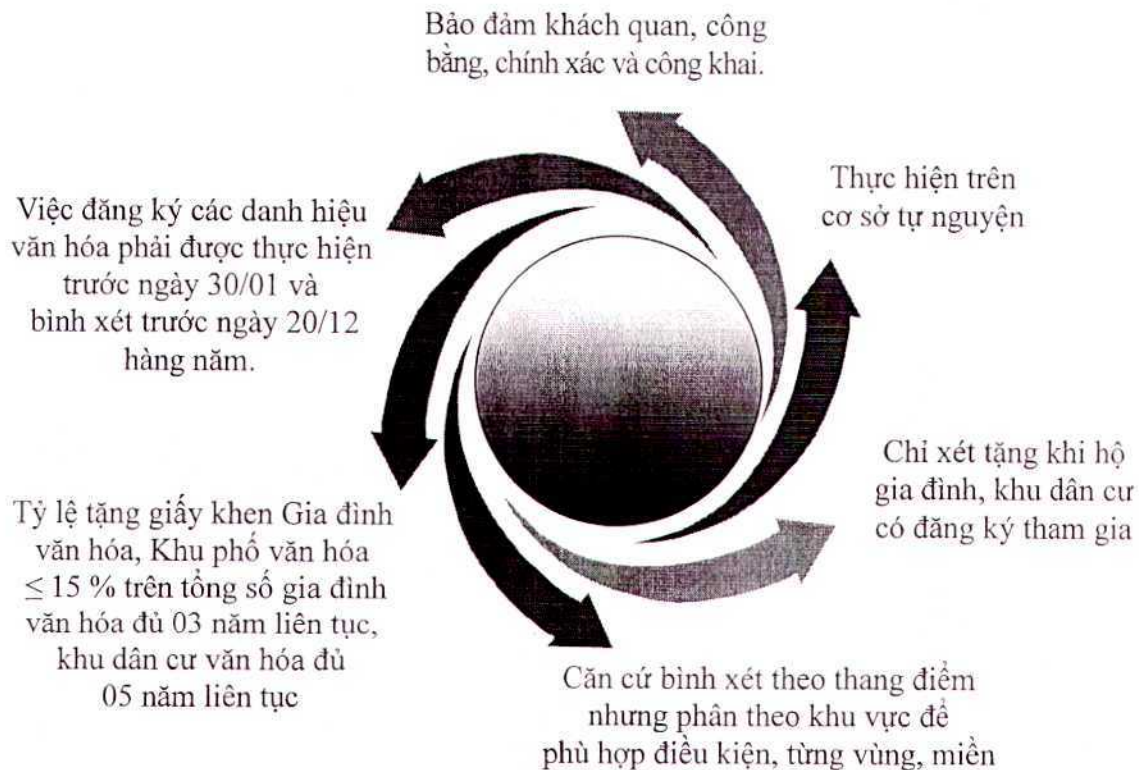 Bảo đảm khách quan, công
bằng, chính xác và công khai.
Thực hiện trên
cơ sở tự nguyện
Chỉ xét tặng khi hộ
gia đình, khu dân cư
có đăng ký tham gia
Căn cứ bình xét theo thang điểm
nhưng phân theo khu vực để
phù hợp điều kiện, từng vùng, miền
Tỷ lệ tặng giấy khen Gia đình
văn hóa, Khu phố văn hóa
≤ 15 % trên tổng số gia đình
văn hóa đủ 03 năm liên tục,
khu dân cư văn hóa đủ
05 năm liên tục
Việc đăng ký các danh hiệu
văn hóa phải được thực hiện
trước ngày 30/01 và
bình xét trước ngày 20/12
hàng năm.